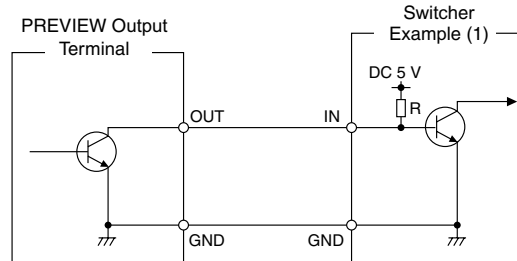 PREVIEW Output
Terminal
Switcher
Example (1)
DC 5 V
R
OUT
IN
GND
GND